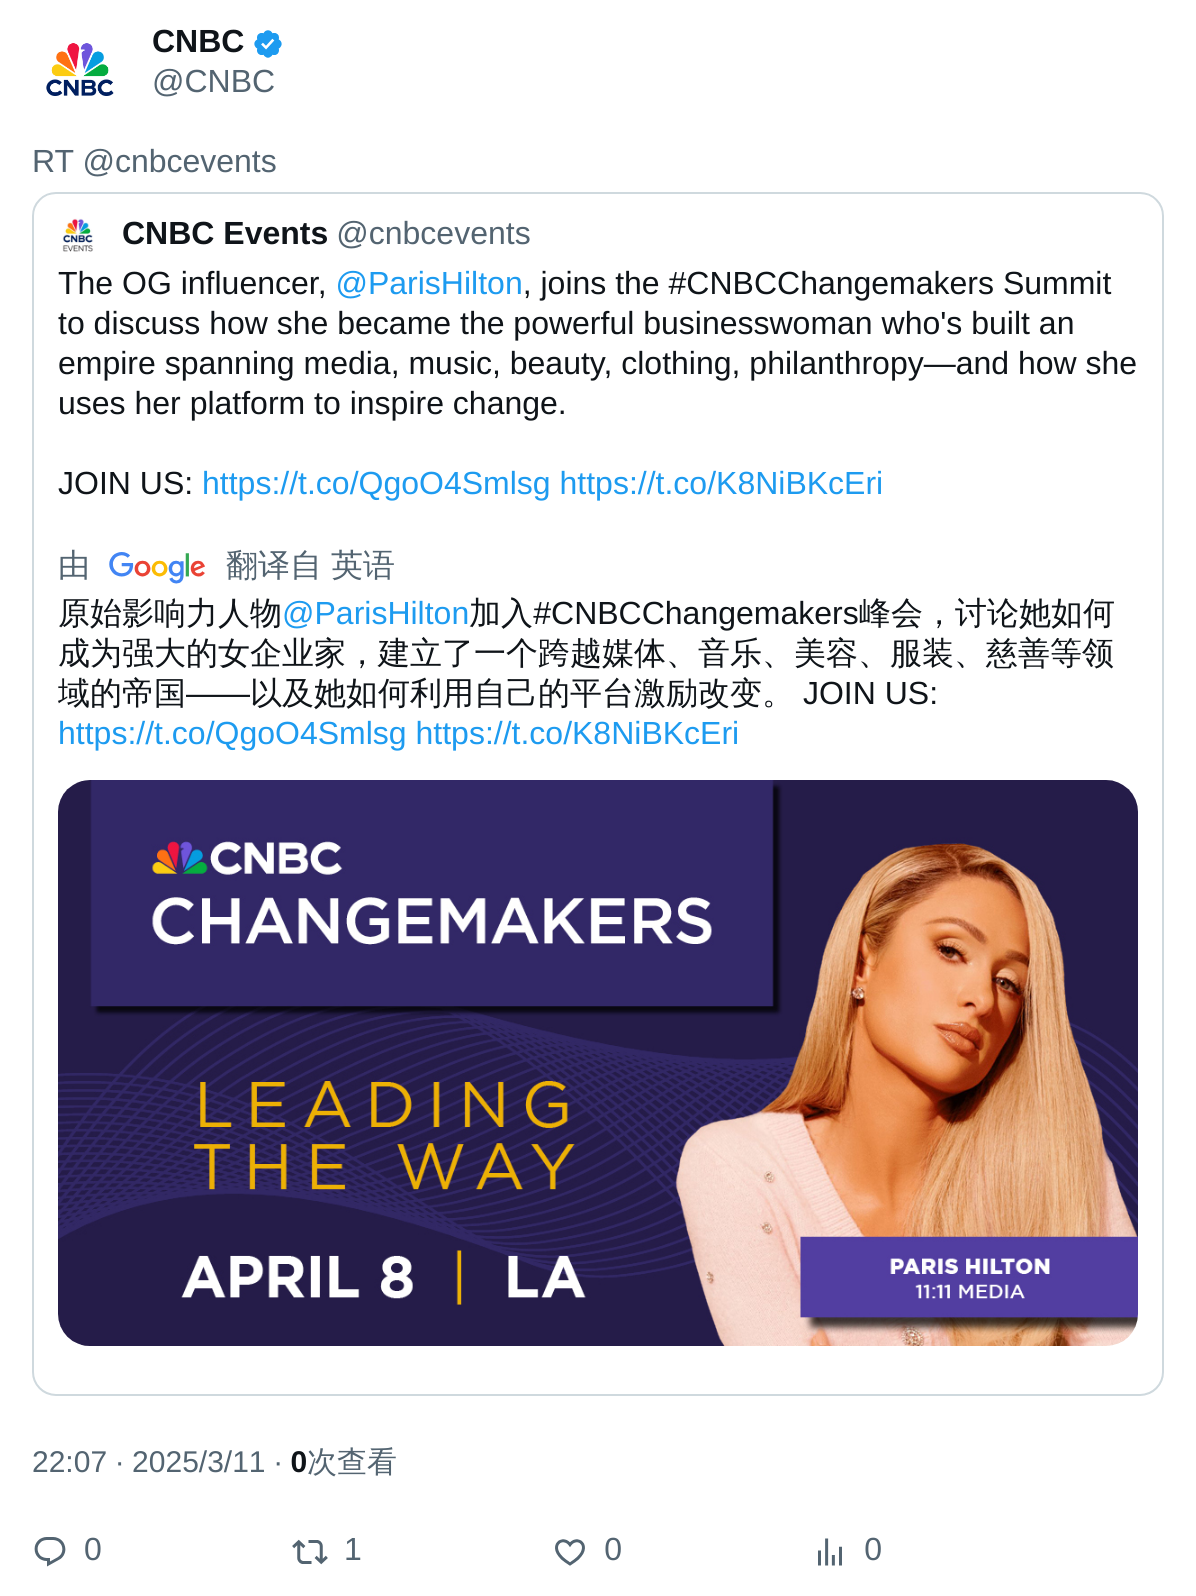 CNBC
@CNBC
CNBC
RT @cnbcevents
CNBC Events @cnbcevents
CNBC
EVENTS
The OG influencer, @ParisHilton, joins the #CNBCChangemakers Summit
to discuss how she became the powerful businesswoman who's built an
empire spanning media, music, beauty, clothing, philanthropy—and how she
uses her platform to inspire change.
JOIN US: https://t.co/QgoO4Smlsg https://t.co/K8NiBKcEri
由 Google 翻译自 英语
原始影响力人物@ParisHilton加入#CNBCChangemakers峰会，讨论她如何
成为强大的女企业家，建立了一个跨越媒体、音乐、美容、服装、慈善等领
域的帝国——以及她如何利用自己的平台激励改变。 JOIN US:
https://t.co/QgoO4Smlsg https://t.co/K8NiBKcEri
CNBC
CHANGEMAKERS
LEADING
THE WAY
APRIL 8 | LA
PARIS HILTON
11:11 MEDIA
22:07 · 2025/3/11 · 0次查看
0 1 0 0